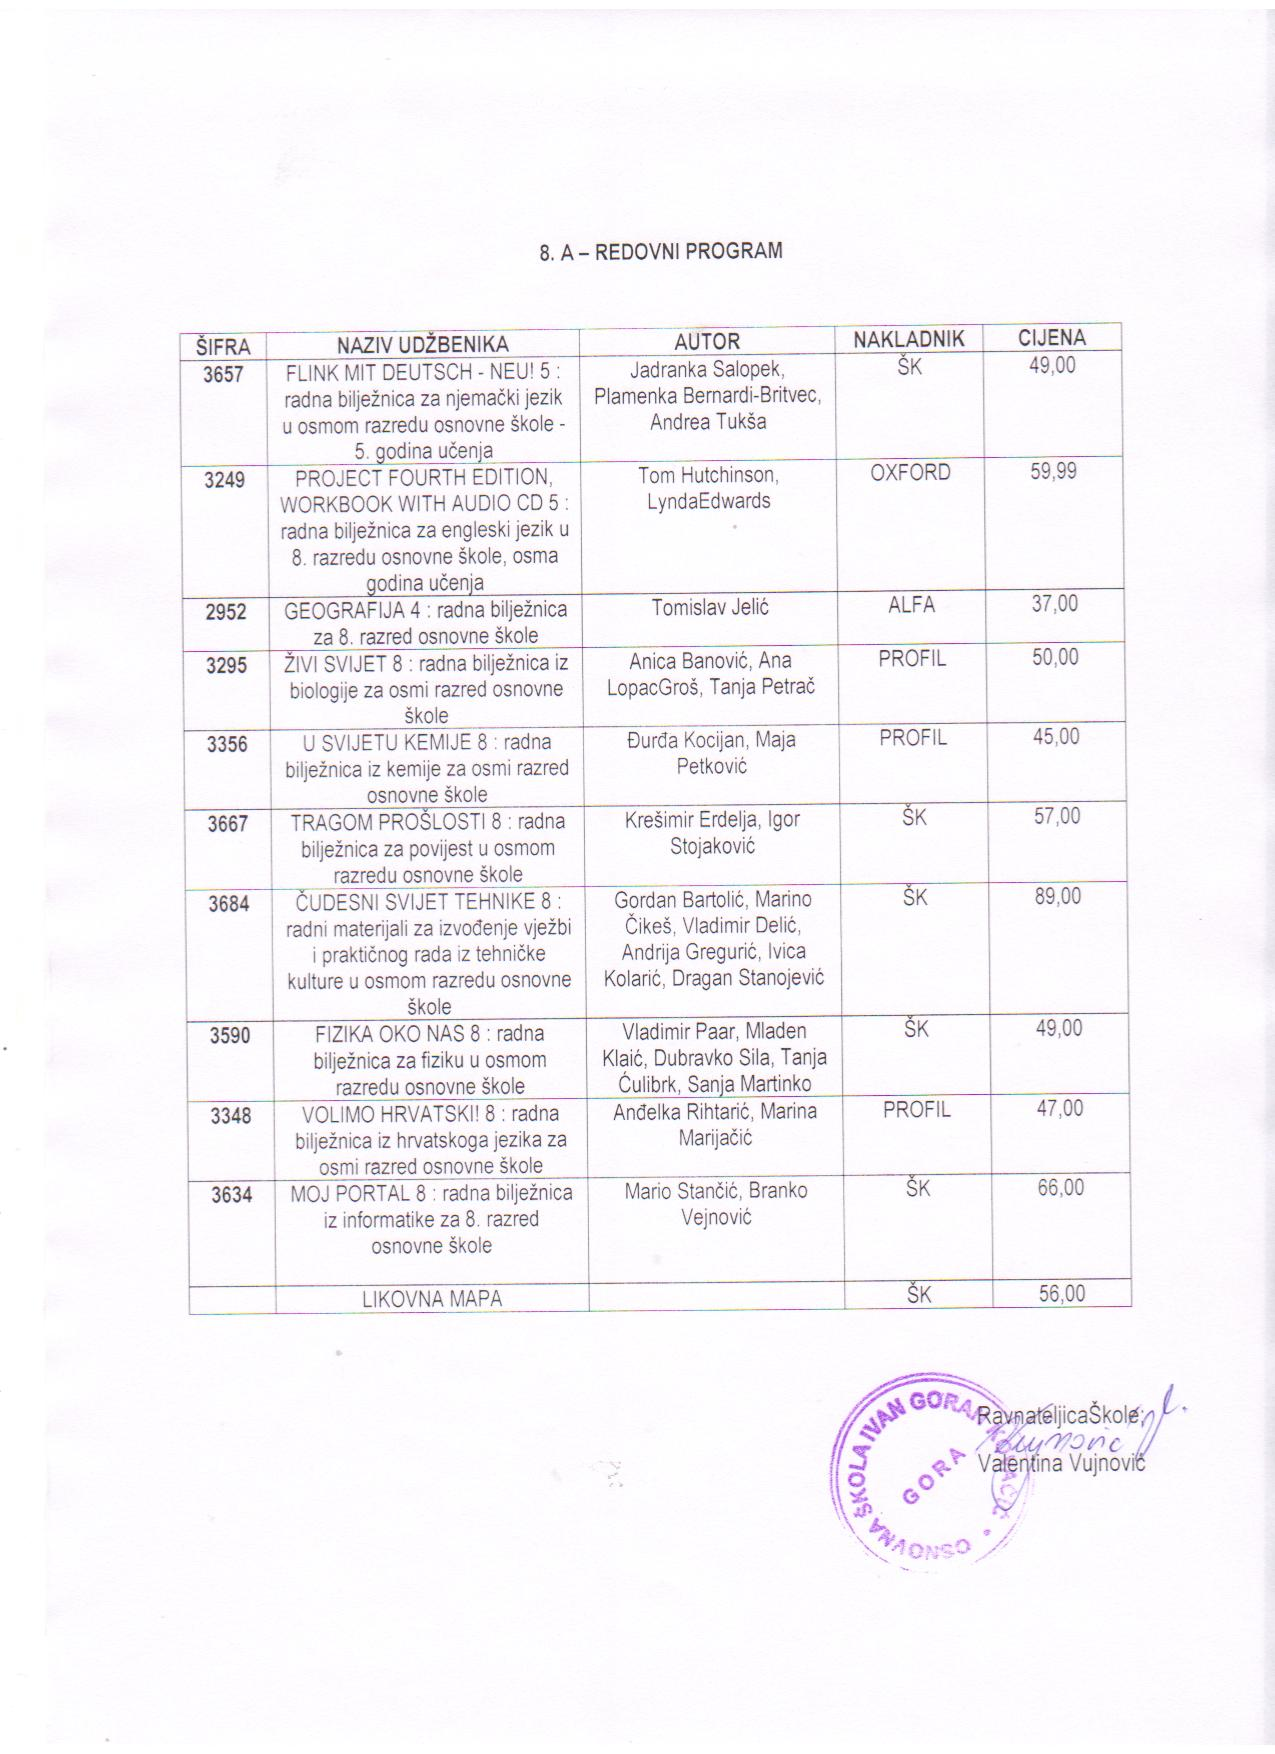 8. A – REDOVNI PROGRAM
ŠIFRA NAZIV UDŽBENIKA AUTOR NAKLADNIK CIJENA
3657 FLINK MIT DEUTSCH - NEU! 5 : Jadranka Salopek, ŠK 49,00
radna bilježnica za njemački jezik Plamenka Bernardi-Britvec,
u osmom razredu osnovne škole - Andrea Tukša
5. godina učenja
3249 PROJECT FOURTH EDITION, Tom Hutchinson, OXFORD 59,99
WORKBOOK WITH AUDIO CD 5 : LyndaEdwards
radna bilježnica za engleski jezik u
8. razredu osnovne škole, osma
godina učenja
2952 GEOGRAFIJA 4 : radna bilježnica Tomislav Jelić ALFA 37,00
za 8. razred osnovne škole
3295 ŽIVI SVIJET 8 : radna bilježnica iz Anica Banović, Ana PROFIL 50,00
biologije za osmi razred osnovne LopacGroš, Tanja Petrač
škole
3356 U SVIJETU KEMIJE 8 : radna Đurđa Kocijan, Maja PROFIL 45,00
bilježnica iz kemije za osmi razred Petković
osnovne škole
3667 TRAGOM PROŠLOSTI 8 : radna Krešimir Erdelja, Igor ŠK 57,00
bilježnica za povijest u osmom Stojaković
razredu osnovne škole
3684 ČUDESNI SVIJET TEHNIKE 8 : Gordan Bartolić, Marino ŠK 89,00
radni materijali za izvođenje vježbi Čikeš, Vladimir Delić,
i praktičnog rada iz tehničke Andrija Gregurić, Ivica
kulture u osmom razredu osnovne Kolarić, Dragan Stanojević
škole
3590 FIZIKA OKO NAS 8 : radna Vladimir Paar, Mladen ŠK 49,00
bilježnica za fiziku u osmom Klaić, Dubravko Sila, Tanja
razredu osnovne škole Ćulibrk, Sanja Martinko
3348 VOLIMO HRVATSKI! 8 : radna Anđelka Rihtarić, Marina PROFIL 47,00
bilježnica iz hrvatskoga jezika za Marijačić
osmi razred osnovne škole
3634 MOJ PORTAL 8 : radna bilježnica Mario Stančić, Branko ŠK 66,00
iz informatike za 8. razred Vejnović
osnovne škole
LIKOVNA MAPA ŠK 56,00
RavnateljicaŠkole:
Valentina Vujnović
OSNOVNA ŠKOLA IVAN GORAN
GORA